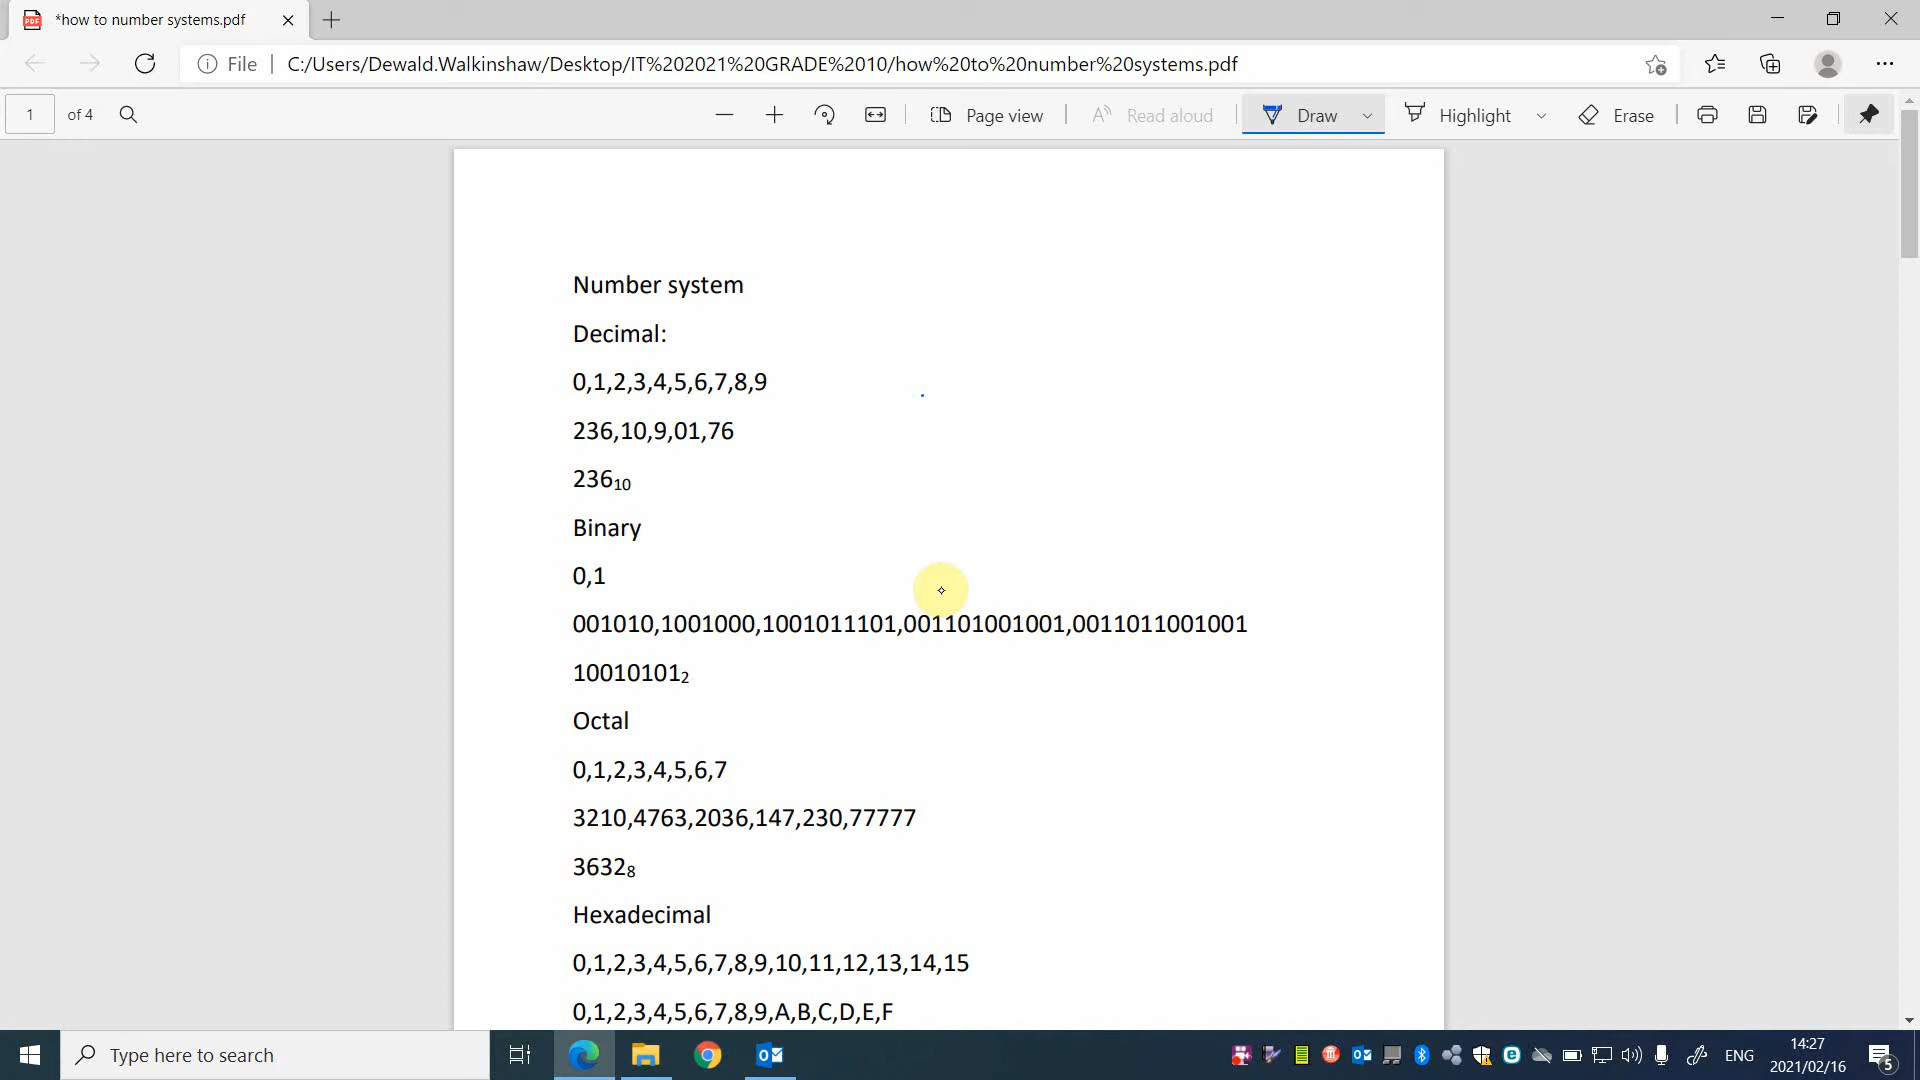 *how to number systems.pdf
File
C:/Users/Dewald.Walkinshaw/Desktop/IT%202021%20GRADE%2010/how%20to%20number%20systems.pdf
1 of 4
Page view
Read aloud
Draw
Highlight
Erase
Number system
Decimal:
0,1,2,3,4,5,6,7,8,9
236,10,9,01,76
236₁₀
Binary
0,1
001010,1001000,1001011101,001101001001,0011011001001
10010101₂
Octal
0,1,2,3,4,5,6,7
3210,4763,2036,147,230,77777
3632₈
Hexadecimal
0,1,2,3,4,5,6,7,8,9,10,11,12,13,14,15
0,1,2,3,4,5,6,7,8,9,A,B,C,D,E,F
Type here to search
ENG
14:27
2021/02/16
5